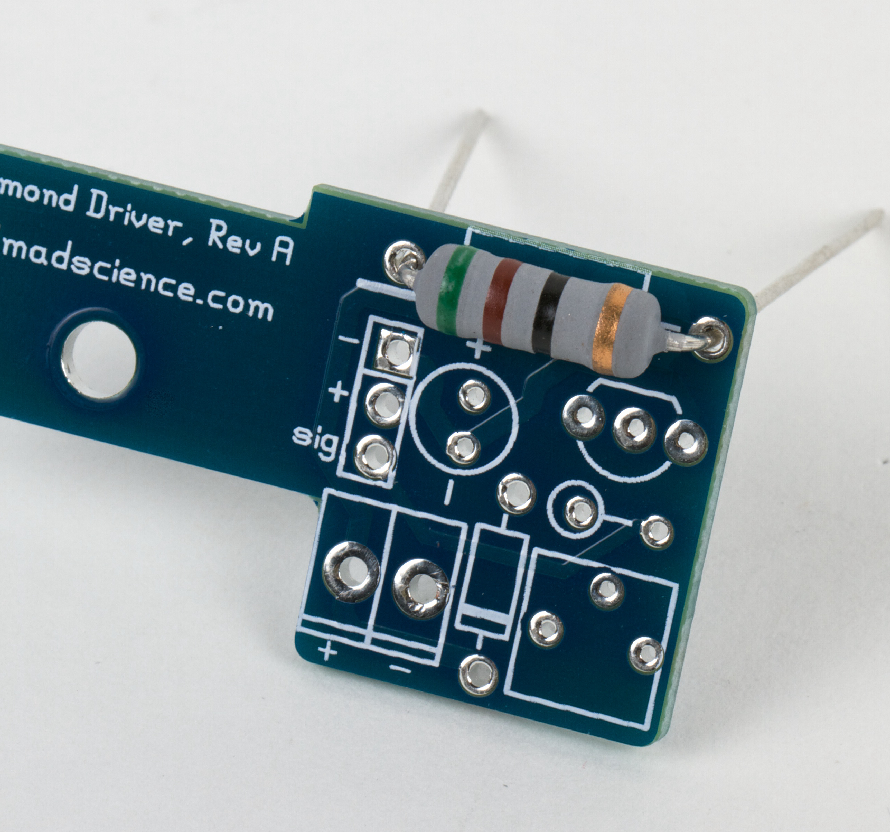 mond Driver, Rev A
madscience.com
+
-
+
sig
-
+
-